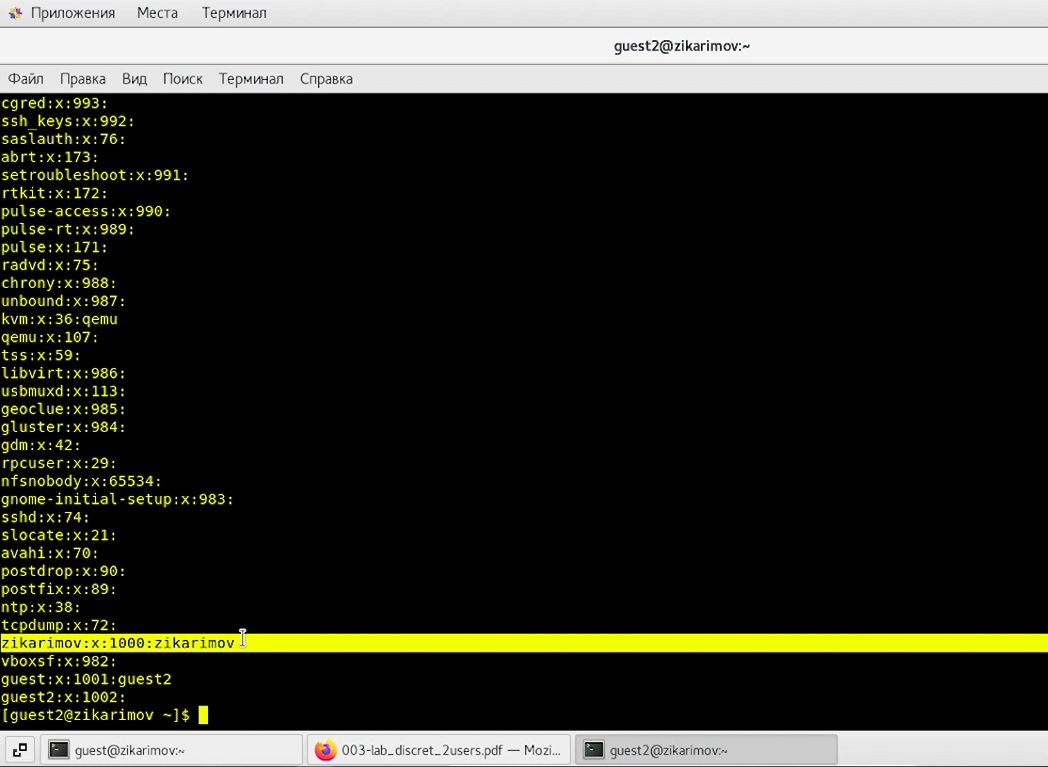 Приложения Места Терминал
guest2@zikarimov:~
Файл Правка Вид Поиск Терминал Справка
cgred:x:993:
ssh_keys:x:992:
saslauth:x:76:
abrt:x:173:
setroubleshoot:x:991:
rtkit:x:172:
pulse-access:x:990:
pulse-rt:x:989:
pulse:x:171:
radvd:x:75:
chrony:x:988:
unbound:x:987:
kvm:x:36:qemu
qemu:x:107:
tss:x:59:
libvirt:x:986:
usbmuxd:x:113:
geoclue:x:985:
gluster:x:984:
gdm:x:42:
rpcuser:x:29:
nfsnobody:x:65534:
gnome-initial-setup:x:983:
sshd:x:74:
slocate:x:21:
avahi:x:70:
postdrop:x:90:
postfix:x:89:
ntp:x:38:
tcpdump:x:72:
zikarimov:x:1000:zikarimov
vboxsf:x:982:
guest:x:1001:guest2
guest2:x:1002:
[guest2@zikarimov ~]$
guest@zikarimov:~ 003-lab_discret_2users.pdf — Mozi... guest2@zikarimov:~